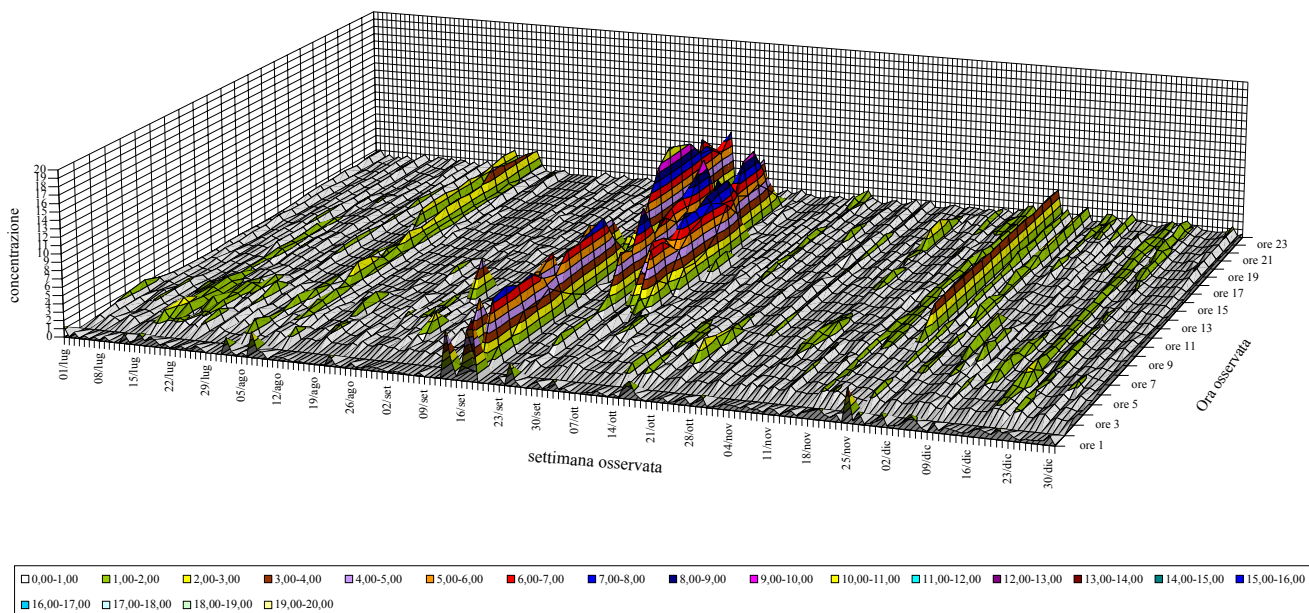 20
18
16
15
13
12
10
8
6
5
4
3
2
1
0
concentrazione
01/lug
08/lug
15/lug
22/lug
29/lug
05/ago
12/ago
19/ago
26/ago
02/set
09/set
16/set
23/set
30/set
07/ott
14/ott
21/ott
28/ott
04/nov
11/nov
18/nov
25/nov
02/dic
09/dic
16/dic
23/dic
30/dic
settimana osservata
ore 23
ore 21
ore 19
ore 17
ore 15
ore 13
ore 11
ore 9
ore 7
ore 5
ore 3
ore 1
Ora osservata
0,00-1,00 1,00-2,00 2,00-3,00 3,00-4,00 4,00-5,00 5,00-6,00 6,00-7,00 7,00-8,00 8,00-9,00 9,00-10,00 10,00-11,00 11,00-12,00 12,00-13,00 13,00-14,00 14,00-15,00 15,00-16,00
16,00-17,00 17,00-18,00 18,00-19,00 19,00-20,00